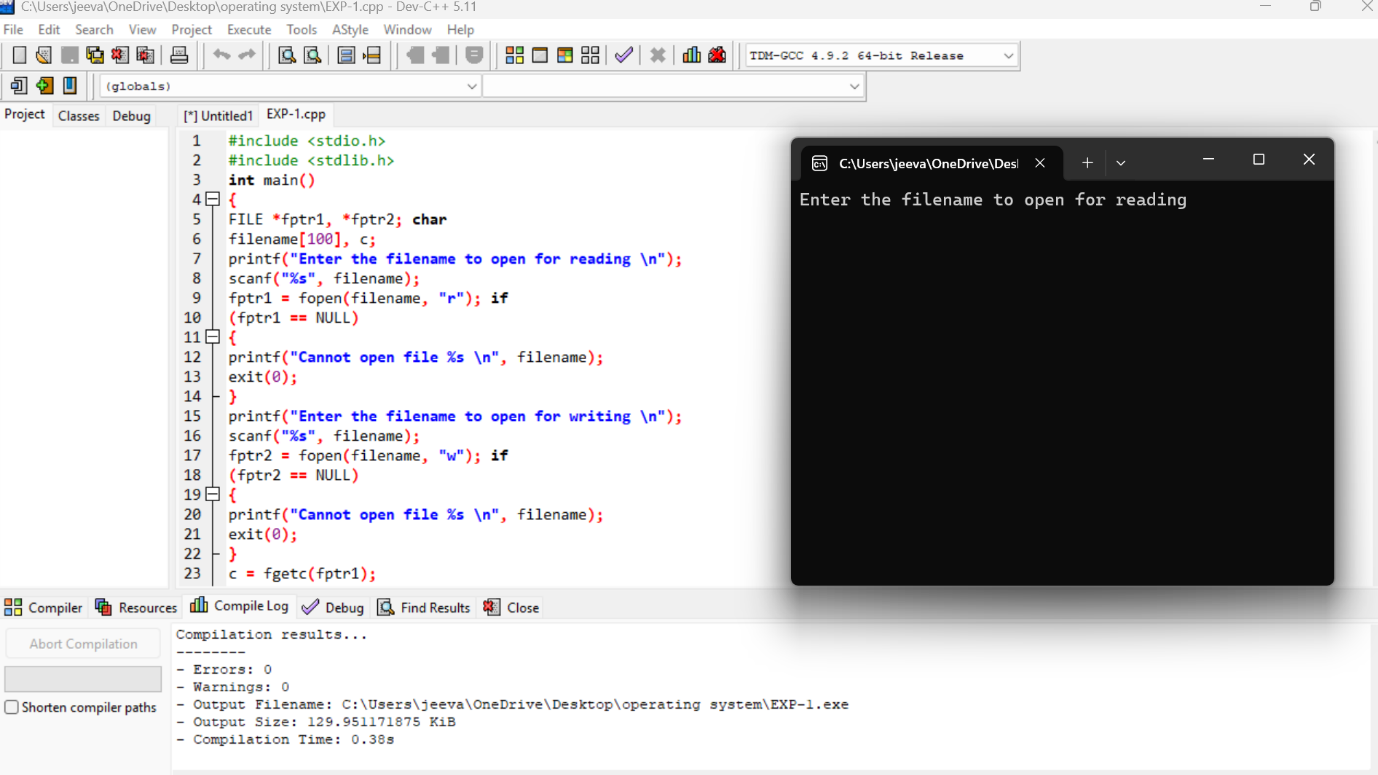 C:\Users\jeeva\OneDrive\Desktop\operating system\EXP-1.cpp - Dev-C++ 5.11
File Edit Search View Project Execute Tools AStyle Window Help
TDM-GCC 4.9.2 64-bit Release
(globals)
Project Classes Debug [*] Untitled1 EXP-1.cpp
1 #include <stdio.h>
2 #include <stdlib.h>
3 int main()
4 {
5 FILE *fptr1, *fptr2; char
6 filename[100], c;
7 printf("Enter the filename to open for reading \n");
8 scanf("%s", filename);
9 fptr1 = fopen(filename, "r"); if
10 (fptr1 == NULL)
11 {
12 printf("Cannot open file %s \n", filename);
13 exit(0);
14 }
15 printf("Enter the filename to open for writing \n");
16 scanf("%s", filename);
17 fptr2 = fopen(filename, "w"); if
18 (fptr2 == NULL)
19 {
20 printf("Cannot open file %s \n", filename);
21 exit(0);
22 }
23 c = fgetc(fptr1);
C:\Users\jeeva\OneDrive\Des
Enter the filename to open for reading
Compiler Resources Compile Log Debug Find Results Close
Abort Compilation
Shorten compiler paths
Compilation results...
--------
- Errors: 0
- Warnings: 0
- Output Filename: C:\Users\jeeva\OneDrive\Desktop\operating system\EXP-1.exe
- Output Size: 129.951171875 KiB
- Compilation Time: 0.38s